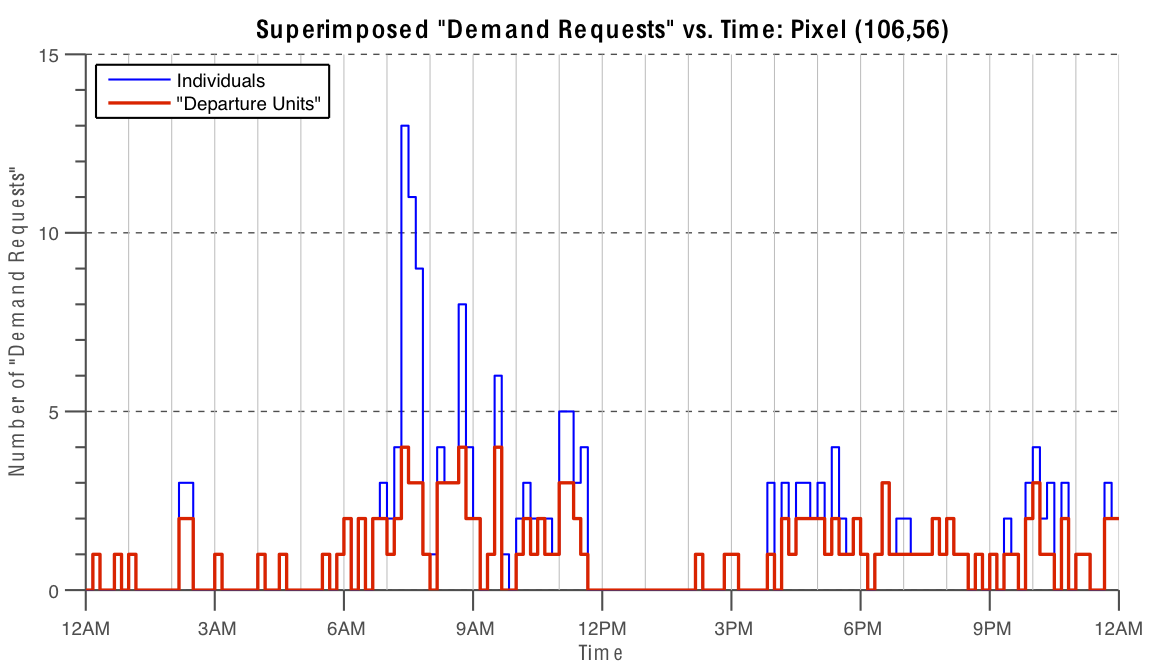 Superimposed "Demand Requests" vs. Time: Pixel (106,56)
Individuals
"Departure Units"
Number of "Demand Requests"
15
10
5
0
12AM 3AM 6AM 9AM 12PM 3PM 6PM 9PM 12AM
Time